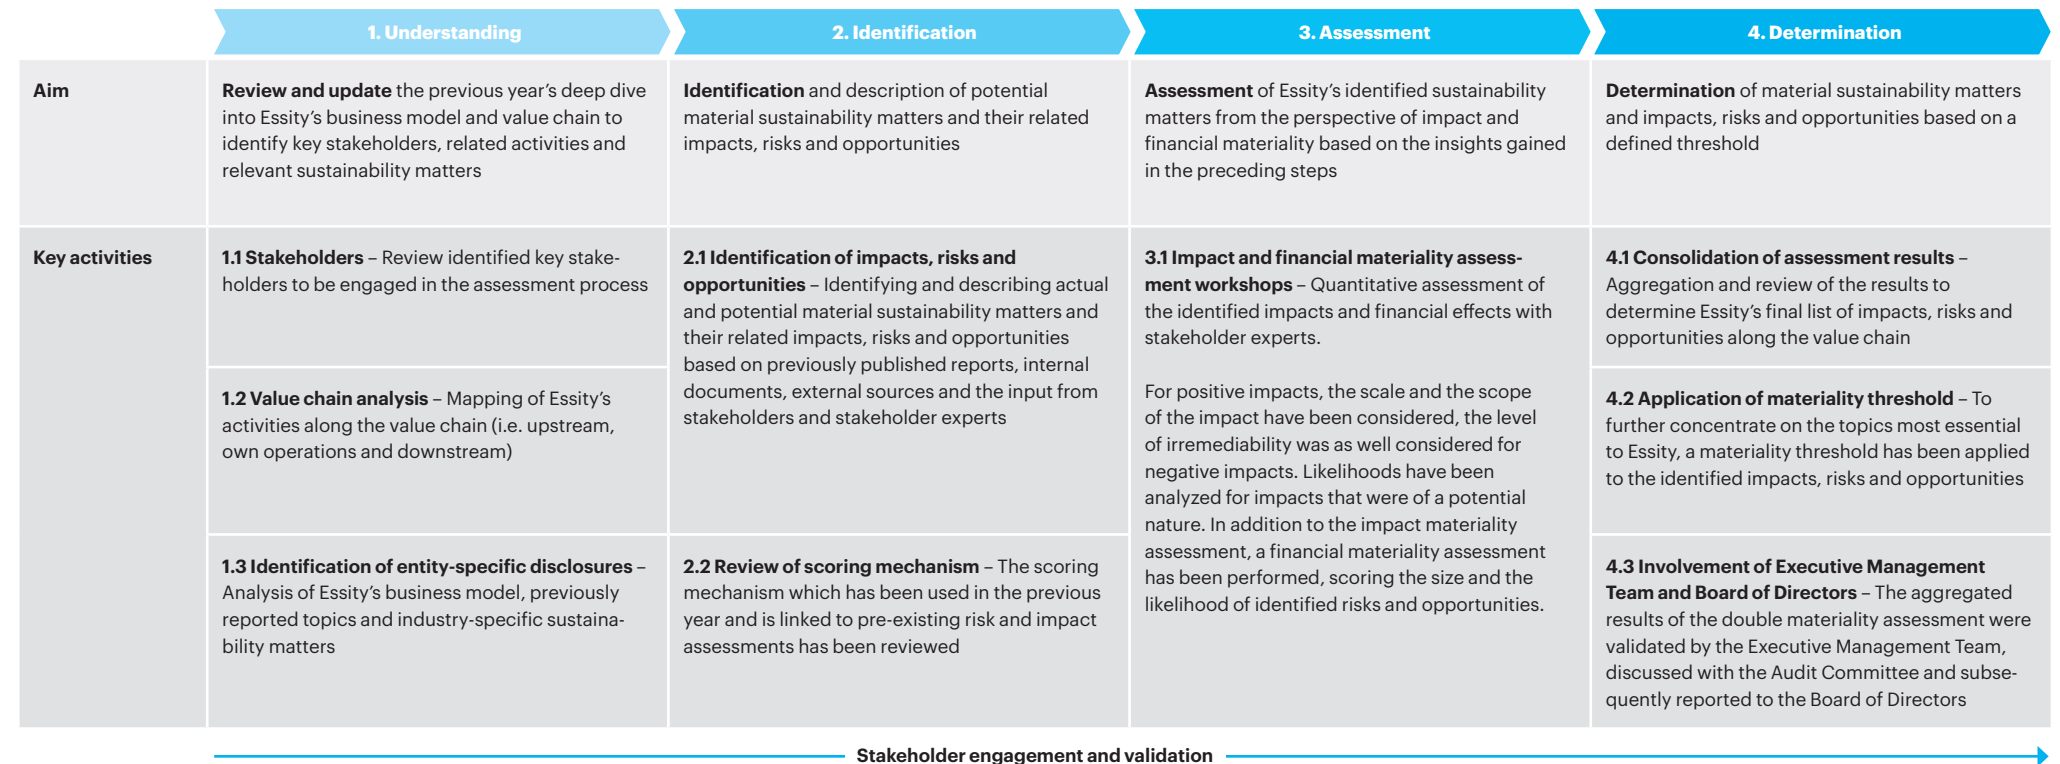 1. Understanding
2. Identification
3. Assessment
4. Determination
Aim
Review and update the previous year's deep dive
into Essity's business model and value chain to
identify key stakeholders, related activities and
relevant sustainability matters
Identification and description of potential
material sustainability matters and their related
impacts, risks and opportunities
Assessment of Essity's identified sustainability
matters from the perspective of impact and
financial materiality based on the insights gained
in the preceding steps
Determination of material sustainability matters
and impacts, risks and opportunities based on a
defined threshold
Key activities
1.1 Stakeholders – Review identified key stake-
holders to be engaged in the assessment process
1.2 Value chain analysis – Mapping of Essity's
activities along the value chain (i.e. upstream,
own operations and downstream)
1.3 Identification of entity-specific disclosures –
Analysis of Essity's business model, previously
reported topics and industry-specific sustaina-
bility matters
2.1 Identification of impacts, risks and
opportunities – Identifying and describing actual
and potential material sustainability matters and
their related impacts, risks and opportunities
based on previously published reports, internal
documents, external sources and the input from
stakeholders and stakeholder experts
2.2 Review of scoring mechanism – The scoring
mechanism which has been used in the previous
year and is linked to pre-existing risk and impact
assessments has been reviewed
3.1 Impact and financial materiality assess-
ment workshops – Quantitative assessment of
the identified impacts and financial effects with
stakeholder experts.
For positive impacts, the scale and the scope
of the impact have been considered, the level
of irremediability was as well considered for
negative impacts. Likelihoods have been
analyzed for impacts that were of a potential
nature. In addition to the impact materiality
assessment, a financial materiality assessment
has been performed, scoring the size and the
likelihood of identified risks and opportunities.
4.1 Consolidation of assessment results –
Aggregation and review of the results to
determine Essity's final list of impacts, risks and
opportunities along the value chain
4.2 Application of materiality threshold – To
further concentrate on the topics most essential
to Essity, a materiality threshold has been applied
to the identified impacts, risks and opportunities
4.3 Involvement of Executive Management
Team and Board of Directors – The aggregated
results of the double materiality assessment were
validated by the Executive Management Team,
discussed with the Audit Committee and subse-
quently reported to the Board of Directors
Stakeholder engagement and validation